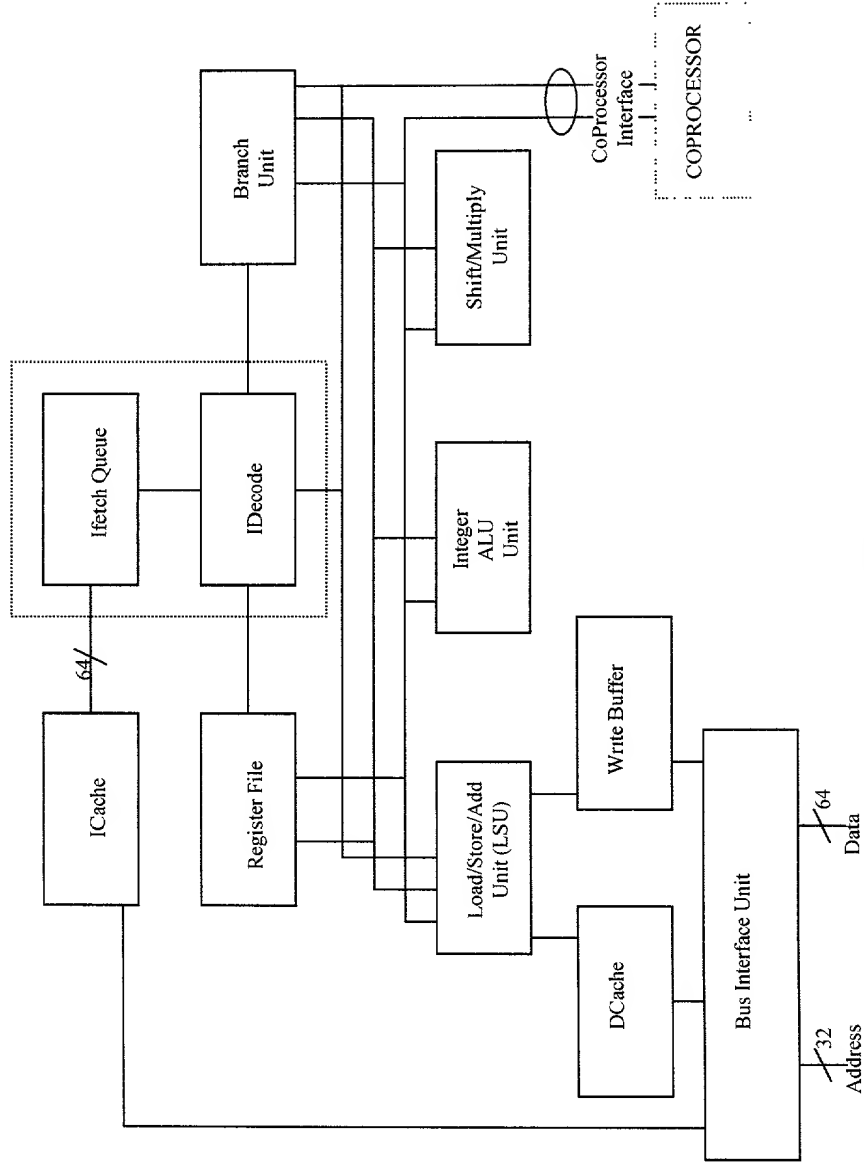 ICache
64
Ifetch Queue
Register File
IDecode
Branch
Unit
Load/Store/Add
Unit (LSU)
Integer
ALU
Unit
Shift/Multiply
Unit
CoProcessor
Interface
COPROCESSOR
DCache
Write Buffer
Bus Interface Unit
32
Address
64
Data